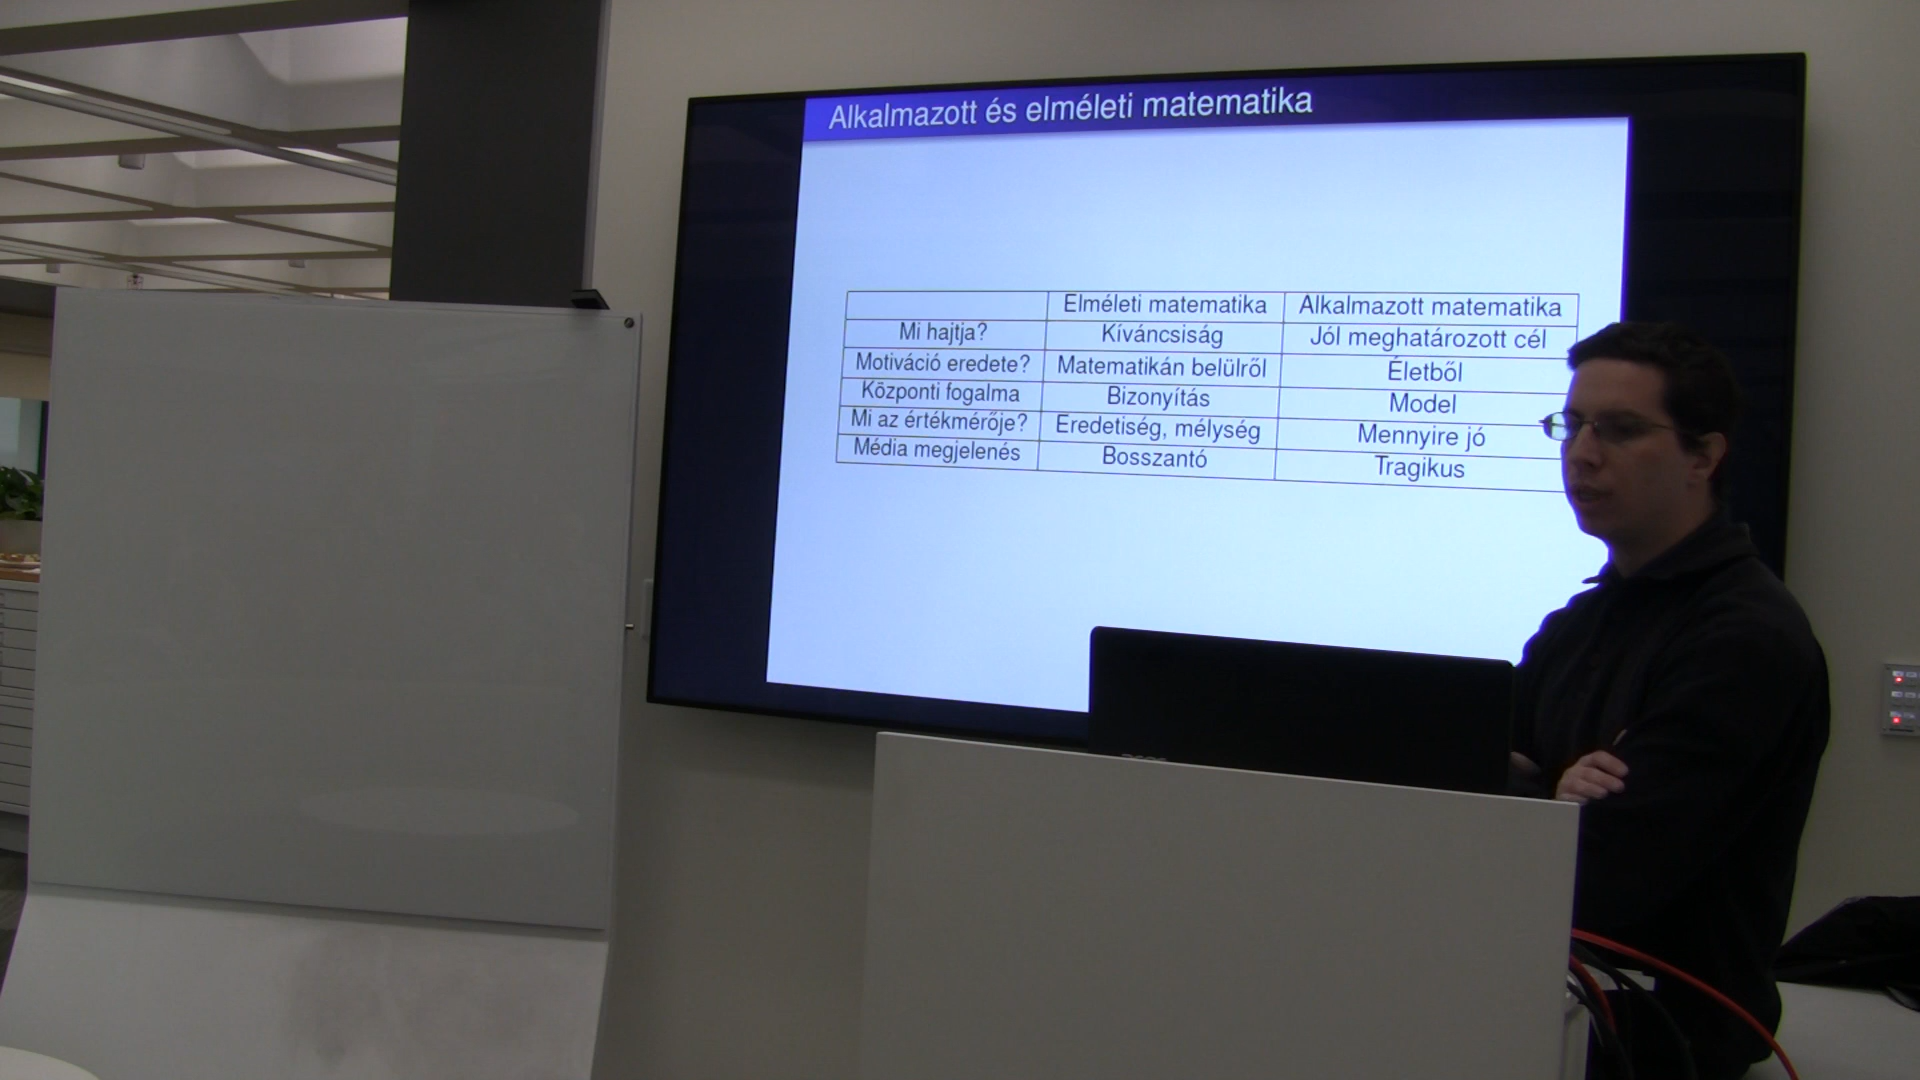 Alkalmazott és elméleti matematika
Elméleti matematika Alkalmazott matematika
Mi hajtja? Kíváncsiság Jól meghatározott cél
Motiváció eredete? Matematikán belülről Életből
Központi fogalma Bizonyítás Model
Mi az értékmérője? Eredetiség, mélység Mennyire jó
Média megjelenés Bosszantó Tragikus